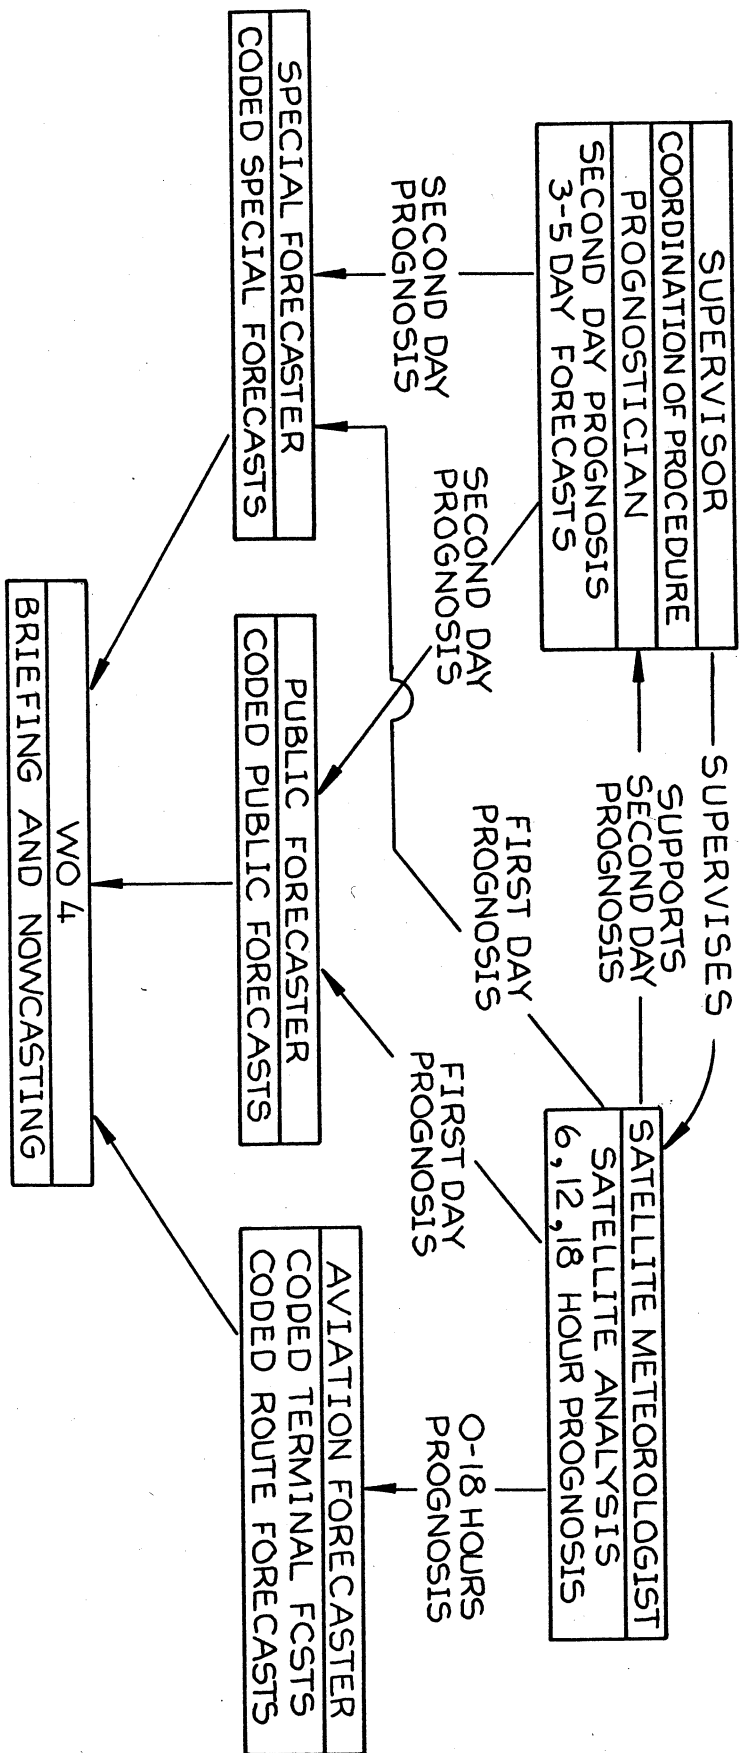 SUPERVISOR
COORDINATION OF PROCEDURE
PROGNOSTICIAN
SECOND DAY PROGNOSIS
3-5 DAY FORECASTS
SUPERVISES
SUPPORTS
SECOND DAY
PROGNOSIS
SATELLITE METEOROLOGIST
SATELLITE ANALYSIS
6, 12, 18 HOUR PROGNOSIS
SECOND DAY
PROGNOSIS
SECOND DAY
PROGNOSIS
FIRST DAY
PROGNOSIS
FIRST DAY
PROGNOSIS
0-18 HOURS
PROGNOSIS
SPECIAL FORECASTER
CODED SPECIAL FORECASTS
PUBLIC FORECASTER
CODED PUBLIC FORECASTS
AVIATION FORECASTER
CODED TERMINAL FCSTS
CODED ROUTE FORECASTS
WO 4
BRIEFING AND NOWCASTING